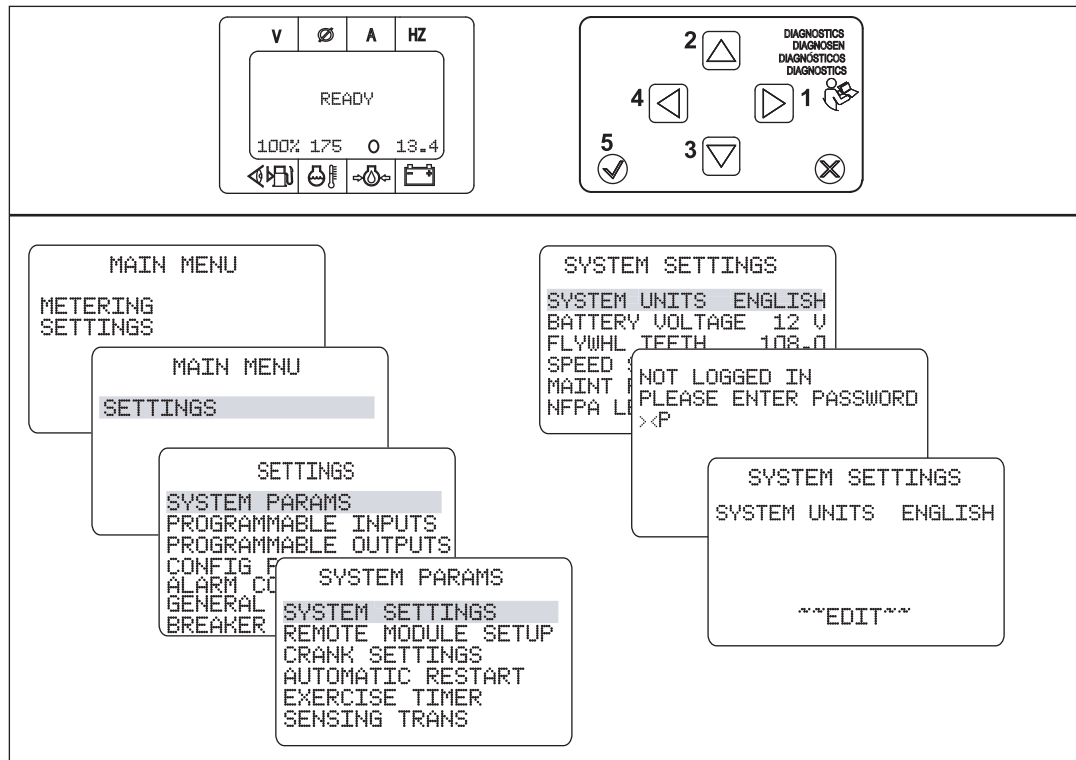 V Ø A HZ
READY
100% 175 0 13.4
2
DIAGNOSTICS
DIAGNOSEN
DIAGNÓSTICOS
DIAGNOSTICS
4
1
5
3
MAIN MENU
METERING
SETTINGS
MAIN MENU
SETTINGS
SETTINGS
SYSTEM PARAMS
PROGRAMMABLE INPUTS
PROGRAMMABLE OUTPUTS
CONFIG
ALARM
GENERAL
BREAKER
SYSTEM PARAMS
SYSTEM SETTINGS
REMOTE MODULE SETUP
CRANK SETTINGS
AUTOMATIC RESTART
EXERCISE TIMER
SENSING TRANS
SYSTEM SETTINGS
SYSTEM UNITS ENGLISH
BATTERY VOLTAGE 12 V
FLYWHL TEETH 108.0
SPEED
MAINT
NFPA
NOT LOGGED IN
PLEASE ENTER PASSWORD
><P
SYSTEM SETTINGS
SYSTEM UNITS ENGLISH
~~EDIT~~